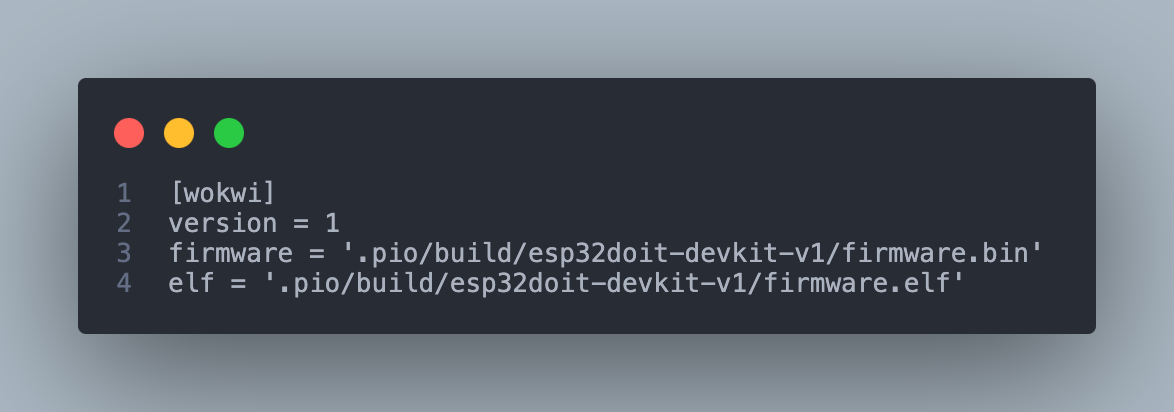 1 [wokwi]
2 version = 1
3 firmware = '.pio/build/esp32doit-devkit-v1/firmware.bin'
4 elf = '.pio/build/esp32doit-devkit-v1/firmware.elf'